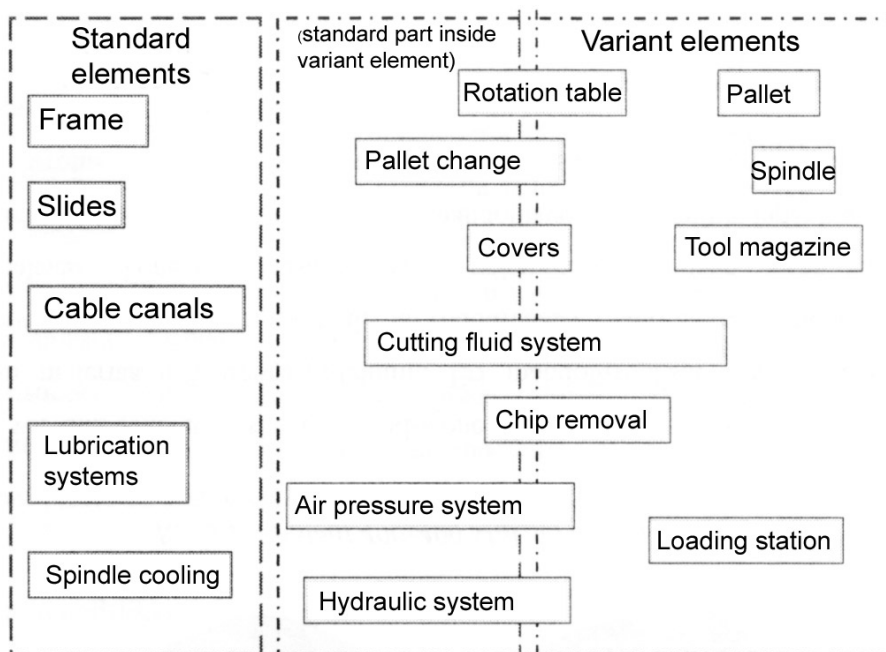 Standard
elements
(standard part inside
variant element)
Variant elements
Frame
Slides
Cable canals
Lubrication
systems
Spindle cooling
Rotation table
Pallet change
Covers
Cutting fluid system
Chip removal
Air pressure system
Hydraulic system
Pallet
Spindle
Tool magazine
Loading station